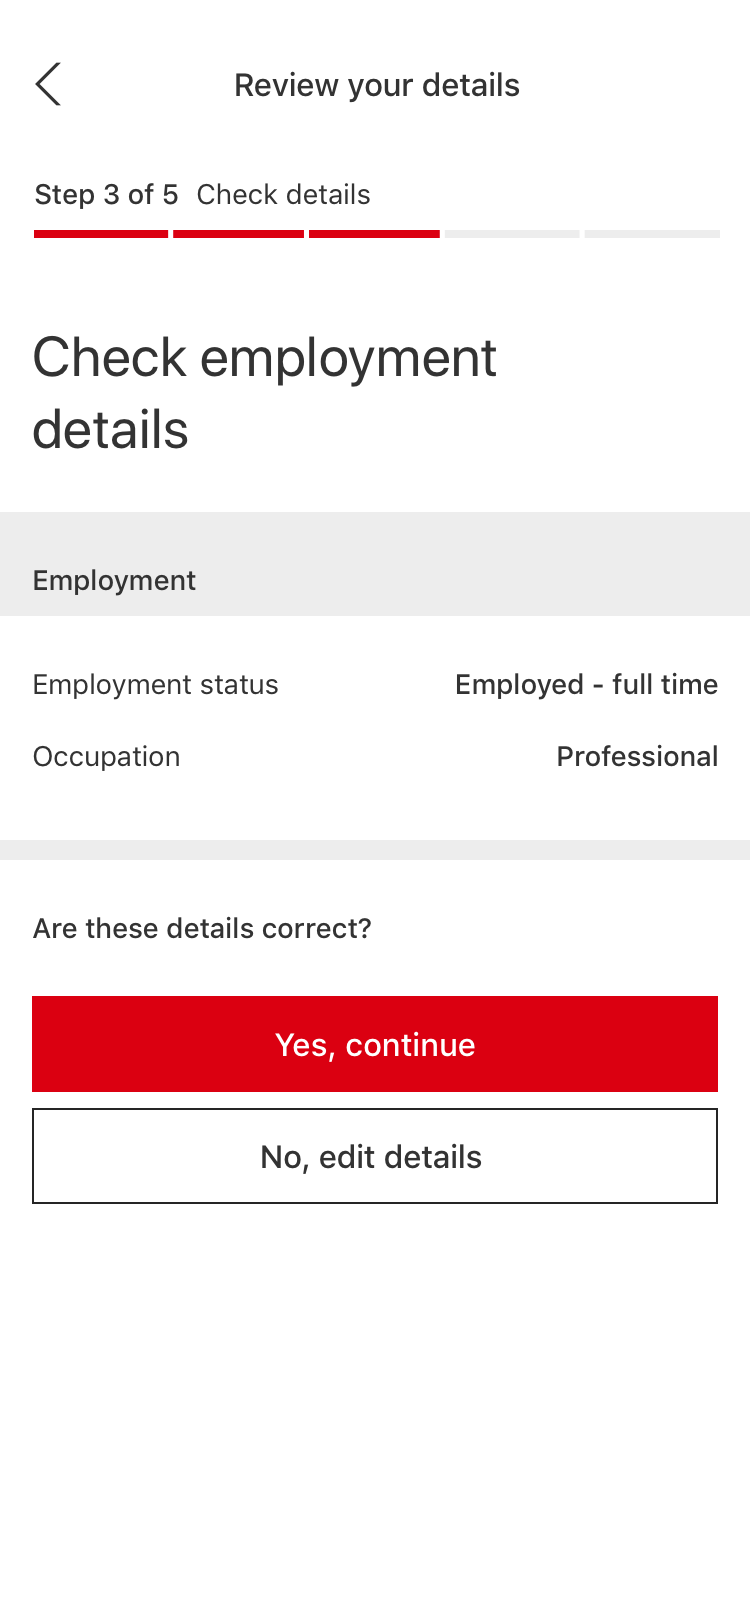 Review your details
Step 3 of 5 Check details
Check employment
details
Employment
Employment status Employed - full time
Occupation Professional
Are these details correct?
Yes, continue
No, edit details